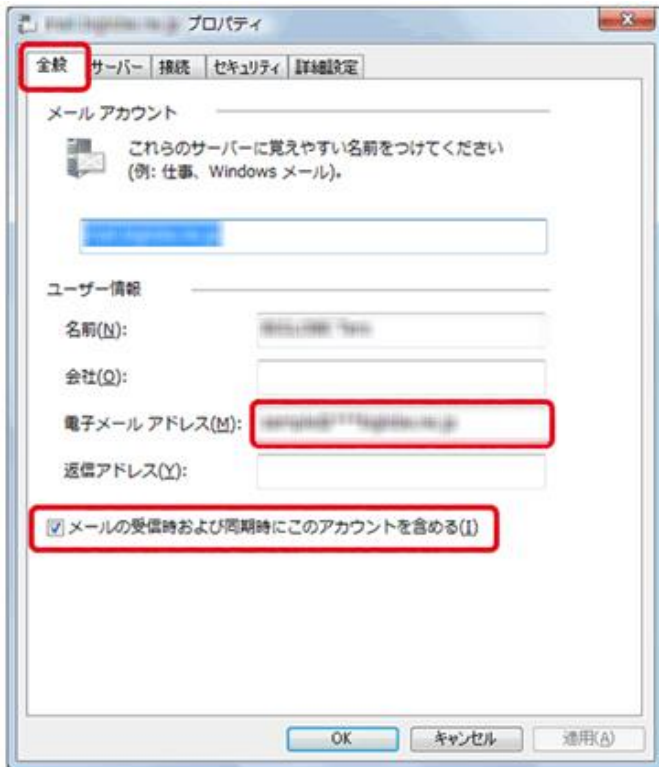 プロパティ
全般 サーバー 接続 セキュリティ 詳細設定
メール アカウント
これらのサーバーに覚えやすい名前をつけてください
(例: 仕事、Windows メール)。
ユーザー情報
名前(N):
会社(O):
電子メール アドレス(M):
返信アドレス(Y):
メールの受信時および同期時にこのアカウントを含める(I)
OK キャンセル 適用(A)